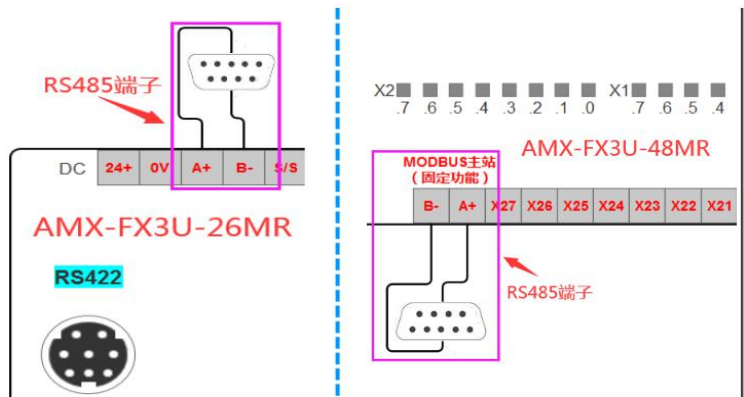 RS485端子
DC 24+ 0V A+ B- S/S
AMX-FX3U-26MR
RS422
X2 X1
.7 .6 .5 .4 .3 .2 .1 .0 .7 .6 .5 .4
AMX-FX3U-48MR
MODBUS主站
（固定功能）
B- A+ X27 X26 X25 X24 X23 X22 X21
RS485端子